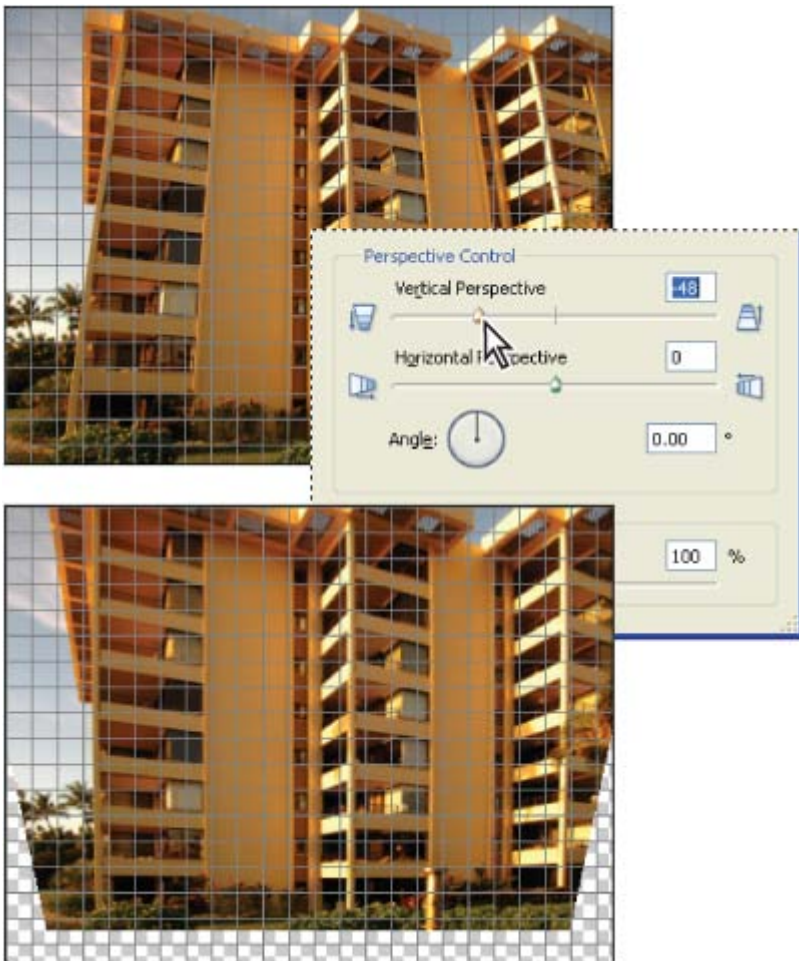 Perspective Control
Vertical Perspective -48
Horizontal Perspective 0
Angle: 0.00 °
100 %